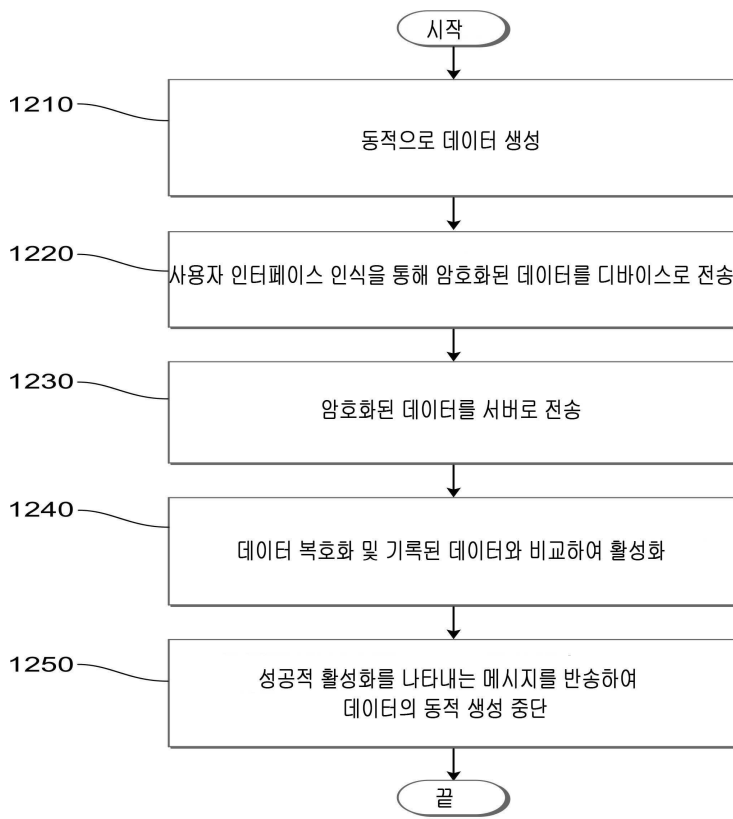 시작
1210
동적으로 데이터 생성
1220
사용자 인터페이스 인식을 통해 암호화된 데이터를 디바이스로 전송
1230
암호화된 데이터를 서버로 전송
1240
데이터 복호화 및 기록된 데이터와 비교하여 활성화
1250
성공적 활성화를 나타내는 메시지를 반송하여
데이터의 동적 생성 중단
끝